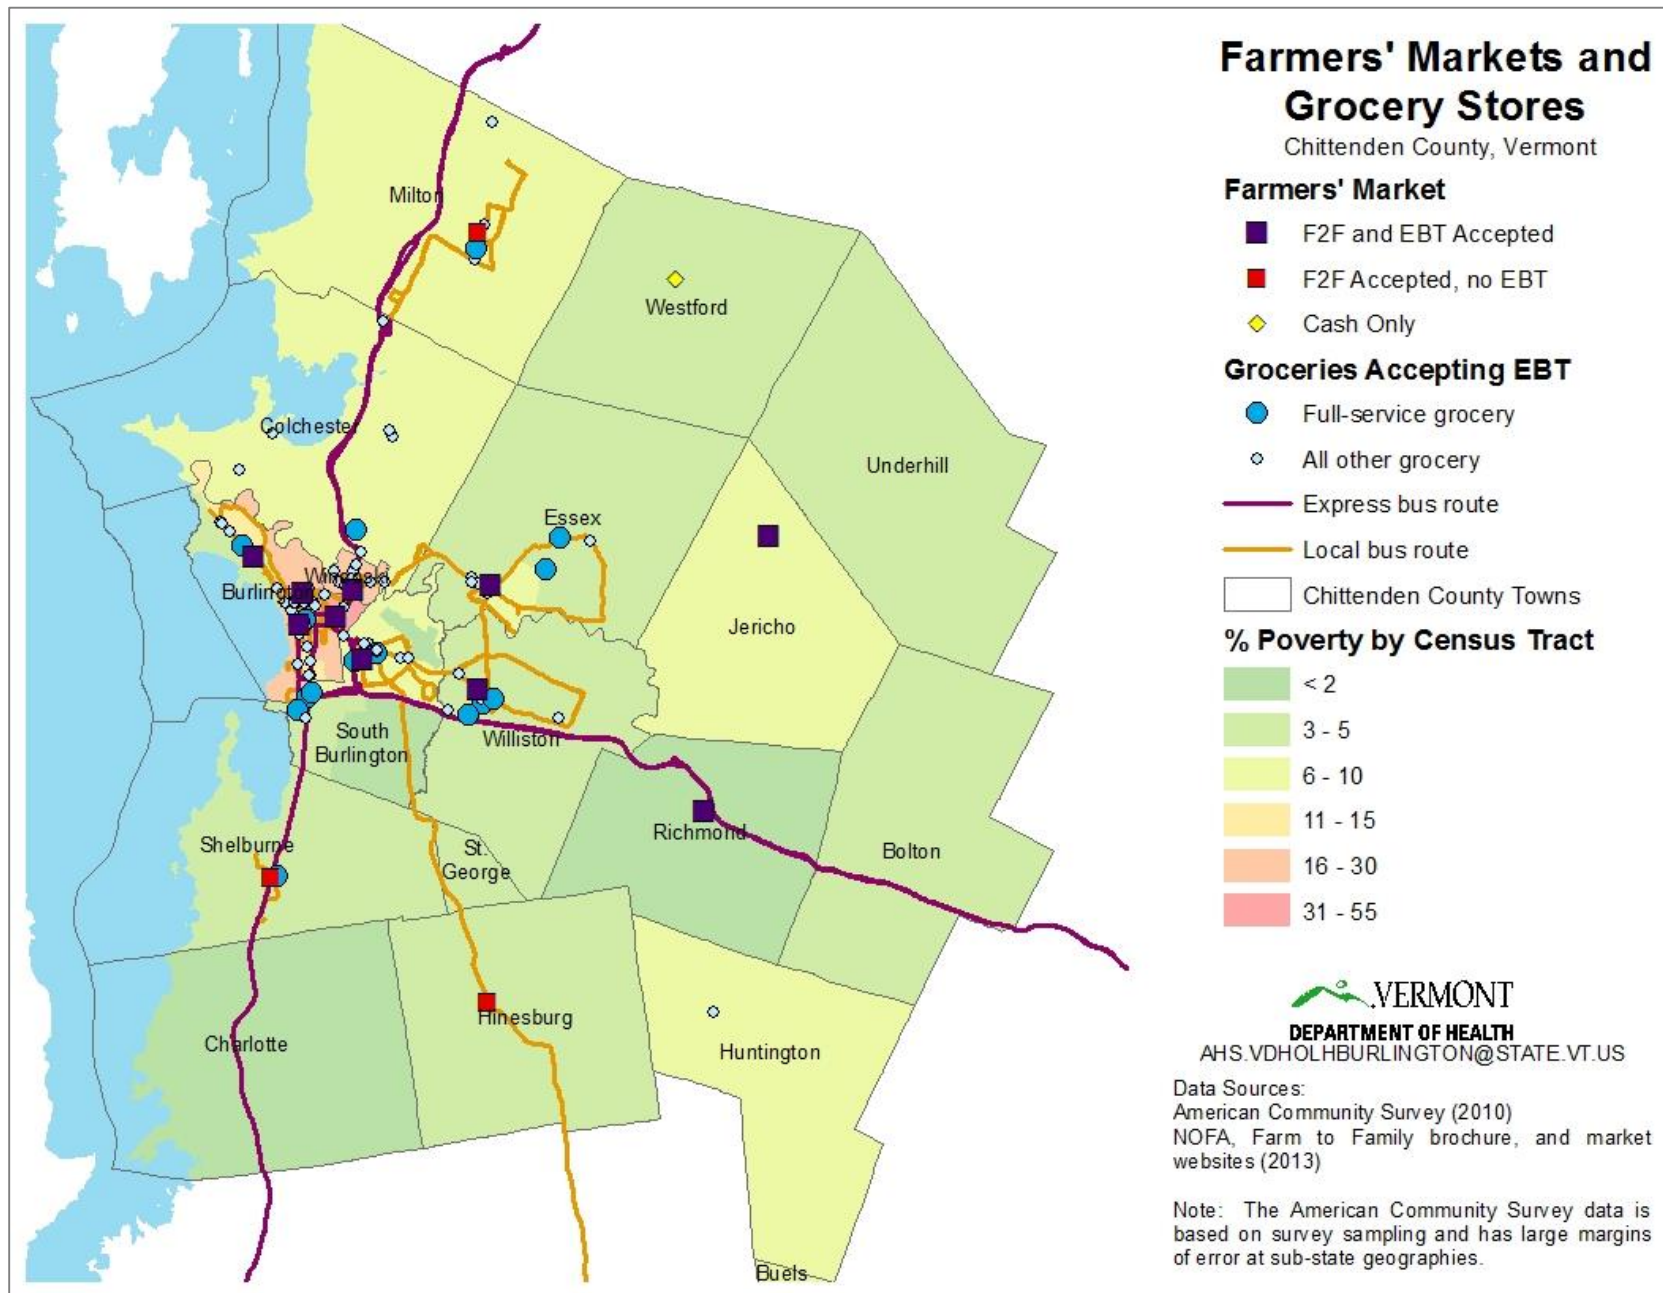 Farmers' Markets and
Grocery Stores
Chittenden County, Vermont
Farmers' Market
F2F and EBT Accepted
F2F Accepted, no EBT
Cash Only
Groceries Accepting EBT
Full-service grocery
All other grocery
Express bus route
Local bus route
Chittenden County Towns
% Poverty by Census Tract
< 2
3 - 5
6 - 10
11 - 15
16 - 30
31 - 55
VERMONT
DEPARTMENT OF HEALTH
AHS.VDHOLHBURLINGTON@STATE.VT.US
Data Sources:
American Community Survey (2010)
NOFA, Farm to Family brochure, and market
websites (2013)
Note: The American Community Survey data is
based on survey sampling and has large margins
of error at sub-state geographies.
Milton
Westford
Colchester
Underhill
Essex
Winooski
Burlington
Jericho
South
Burlington
Williston
Richmond
Shelburne
St.
George
Bolton
Hinesburg
Charlotte
Huntington
Buels